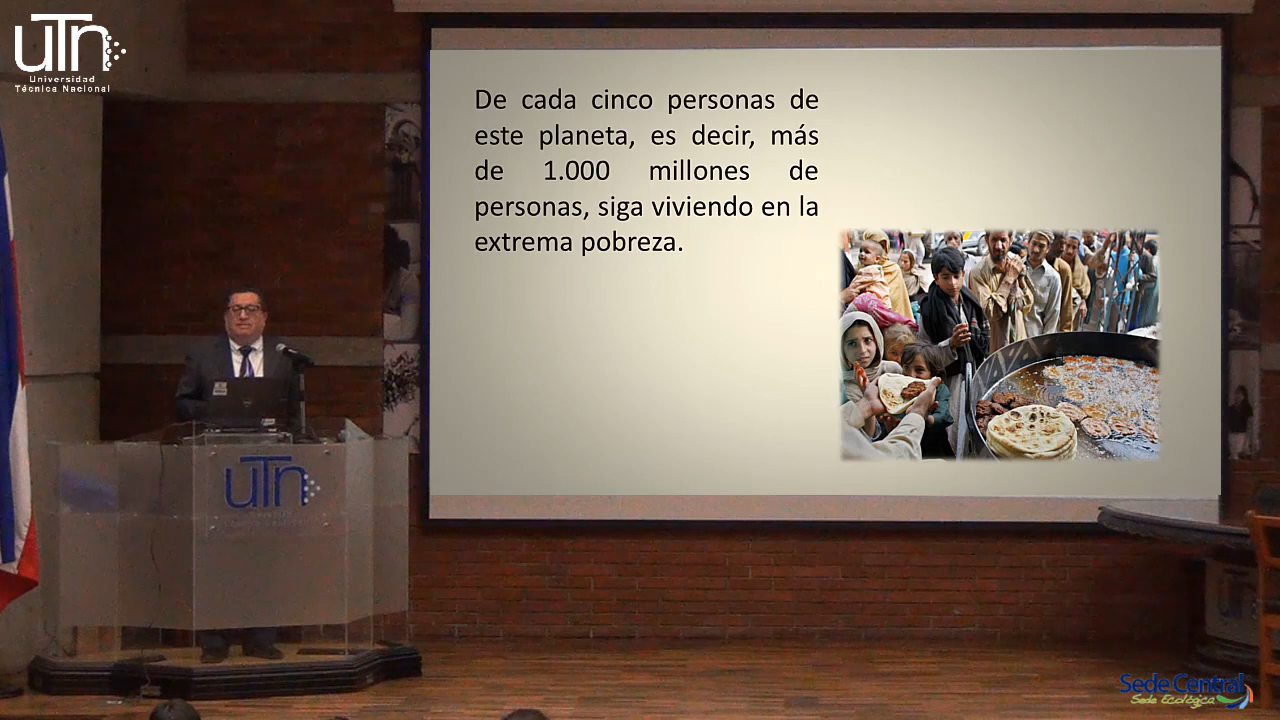 UTN
Universidad
Técnica Nacional
De cada cinco personas de
este planeta, es decir, más
de 1.000 millones de
personas, siga viviendo en la
extrema pobreza.
UTN
Sede Central
Sede Ecológica